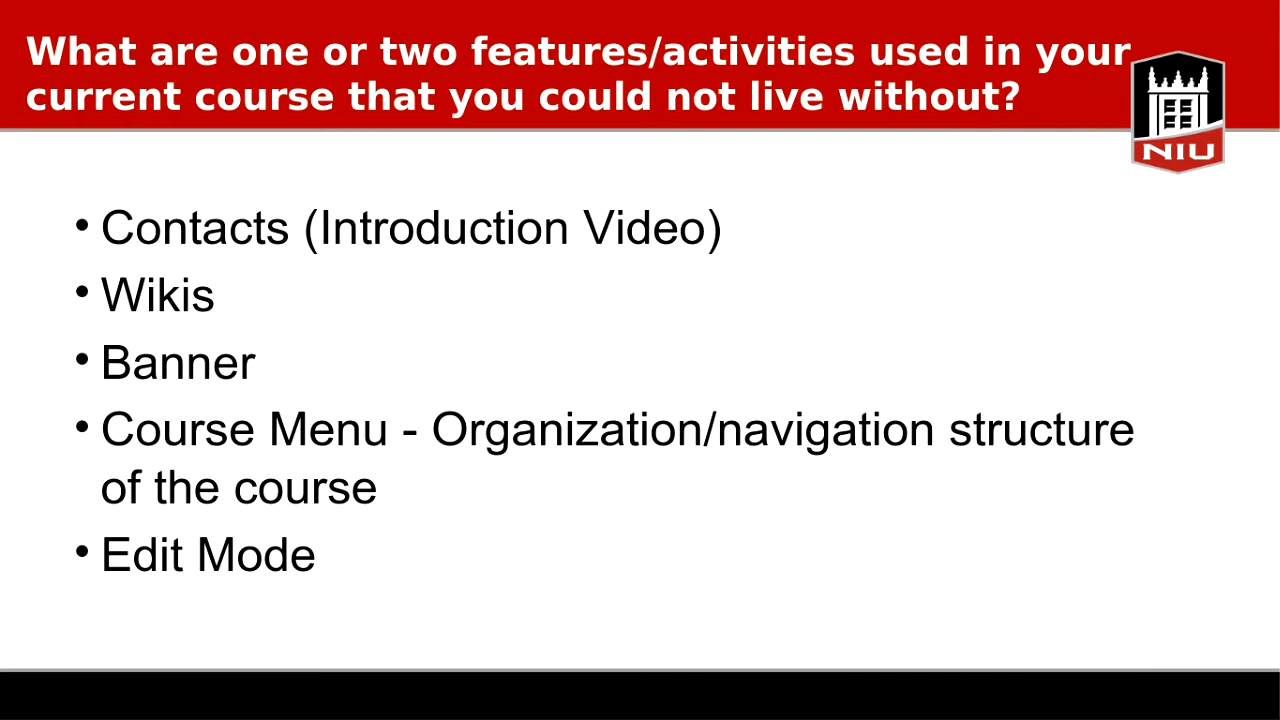 What are one or two features/activities used in your
current course that you could not live without?
NIU
• Contacts (Introduction Video)
• Wikis
• Banner
• Course Menu - Organization/navigation structure
of the course
• Edit Mode